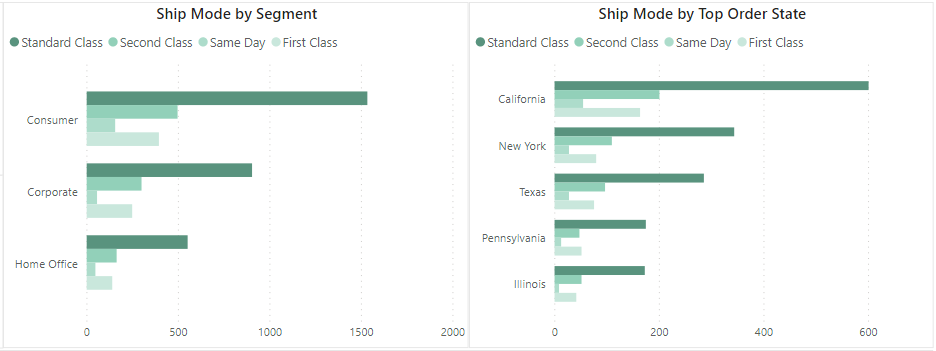 Ship Mode by Segment
Standard Class Second Class Same Day First Class
Consumer
Corporate
Home Office
0 500 1000 1500 2000
Ship Mode by Top Order State
Standard Class Second Class Same Day First Class
California
New York
Texas
Pennsylvania
Illinois
0 200 400 600